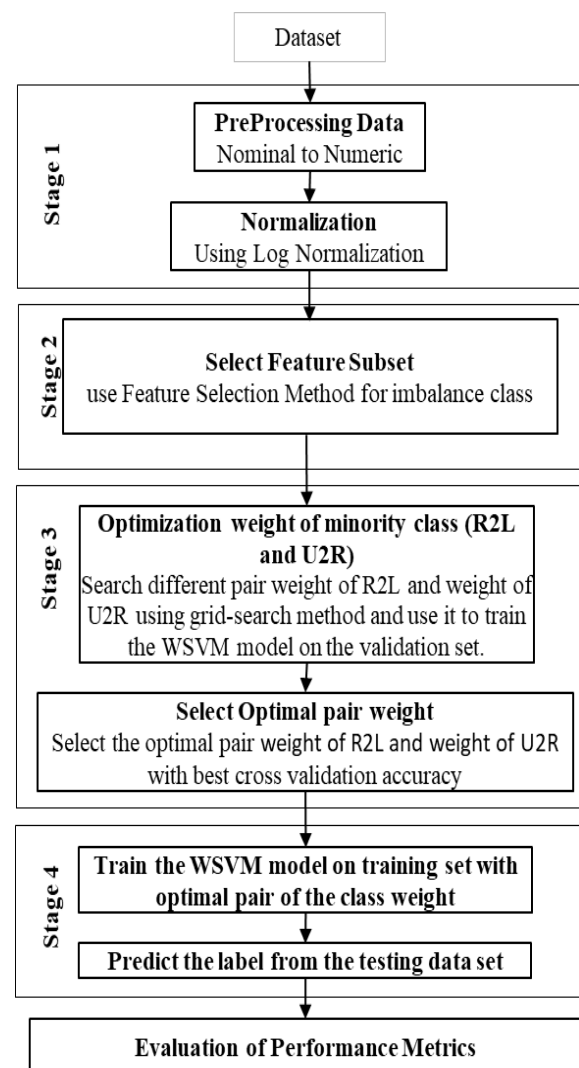 Dataset
Stage 1
PreProcessing Data
Nominal to Numeric
Normalization
Using Log Normalization
Stage 2
Select Feature Subset
use Feature Selection Method for imbalance class
Stage 3
Optimization weight of minority class (R2L
and U2R)
Search different pair weight of R2L and weight of
U2R using grid-search method and use it to train
the WSVM model on the validation set.
Select Optimal pair weight
Select the optimal pair weight of R2L and weight of U2R
with best cross validation accuracy
Stage 4
Train the WSVM model on training set with
optimal pair of the class weight
Predict the label from the testing data set
Evaluation of Performance Metrics